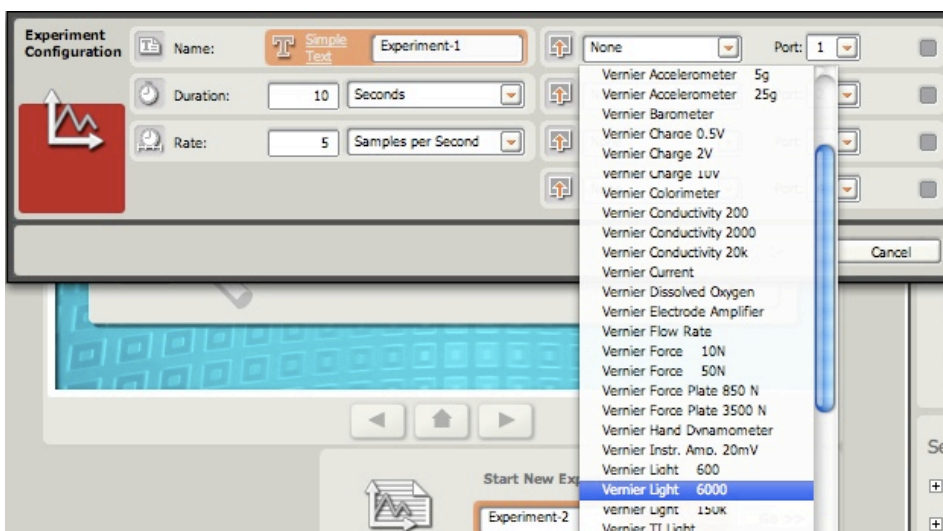 Experiment
Configuration
Name:
Simple
Text
Experiment-1
None
Port: 1
Duration:
10
Seconds
Rate:
5
Samples per Second
Vernier Accelerometer 5g
Vernier Accelerometer 25g
Vernier Barometer
Vernier Charge 0.5V
Vernier Charge 2V
Vernier Charge 10V
Vernier Colorimeter
Vernier Conductivity 200
Vernier Conductivity 2000
Vernier Conductivity 20k
Vernier Current
Vernier Dissolved Oxygen
Vernier Electrode Amplifier
Vernier Flow Rate
Vernier Force 10N
Vernier Force 50N
Vernier Force Plate 850 N
Vernier Force Plate 3500 N
Vernier Hand Dynamometer
Vernier Instr. Amp. 20mV
Vernier Light 600
Vernier Light 6000
Vernier Light 150k
Vernier TI Light
Cancel
Start New
Experiment-2